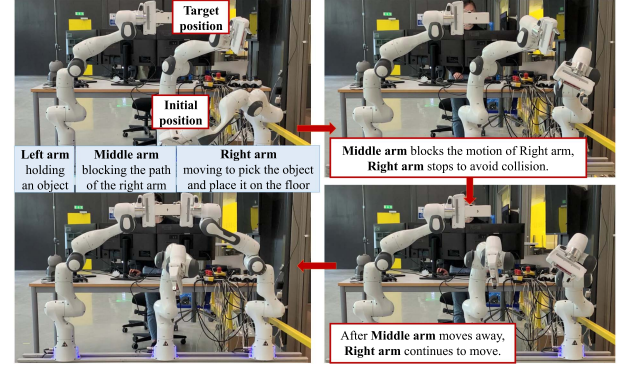 Target
position
Initial
position
Left arm
holding
an object
Middle arm
blocking the path
of the right arm
Right arm
moving to pick the object
and place it on the floor
Middle arm blocks the motion of Right arm,
Right arm stops to avoid collision.
After Middle arm moves away,
Right arm continues to move.